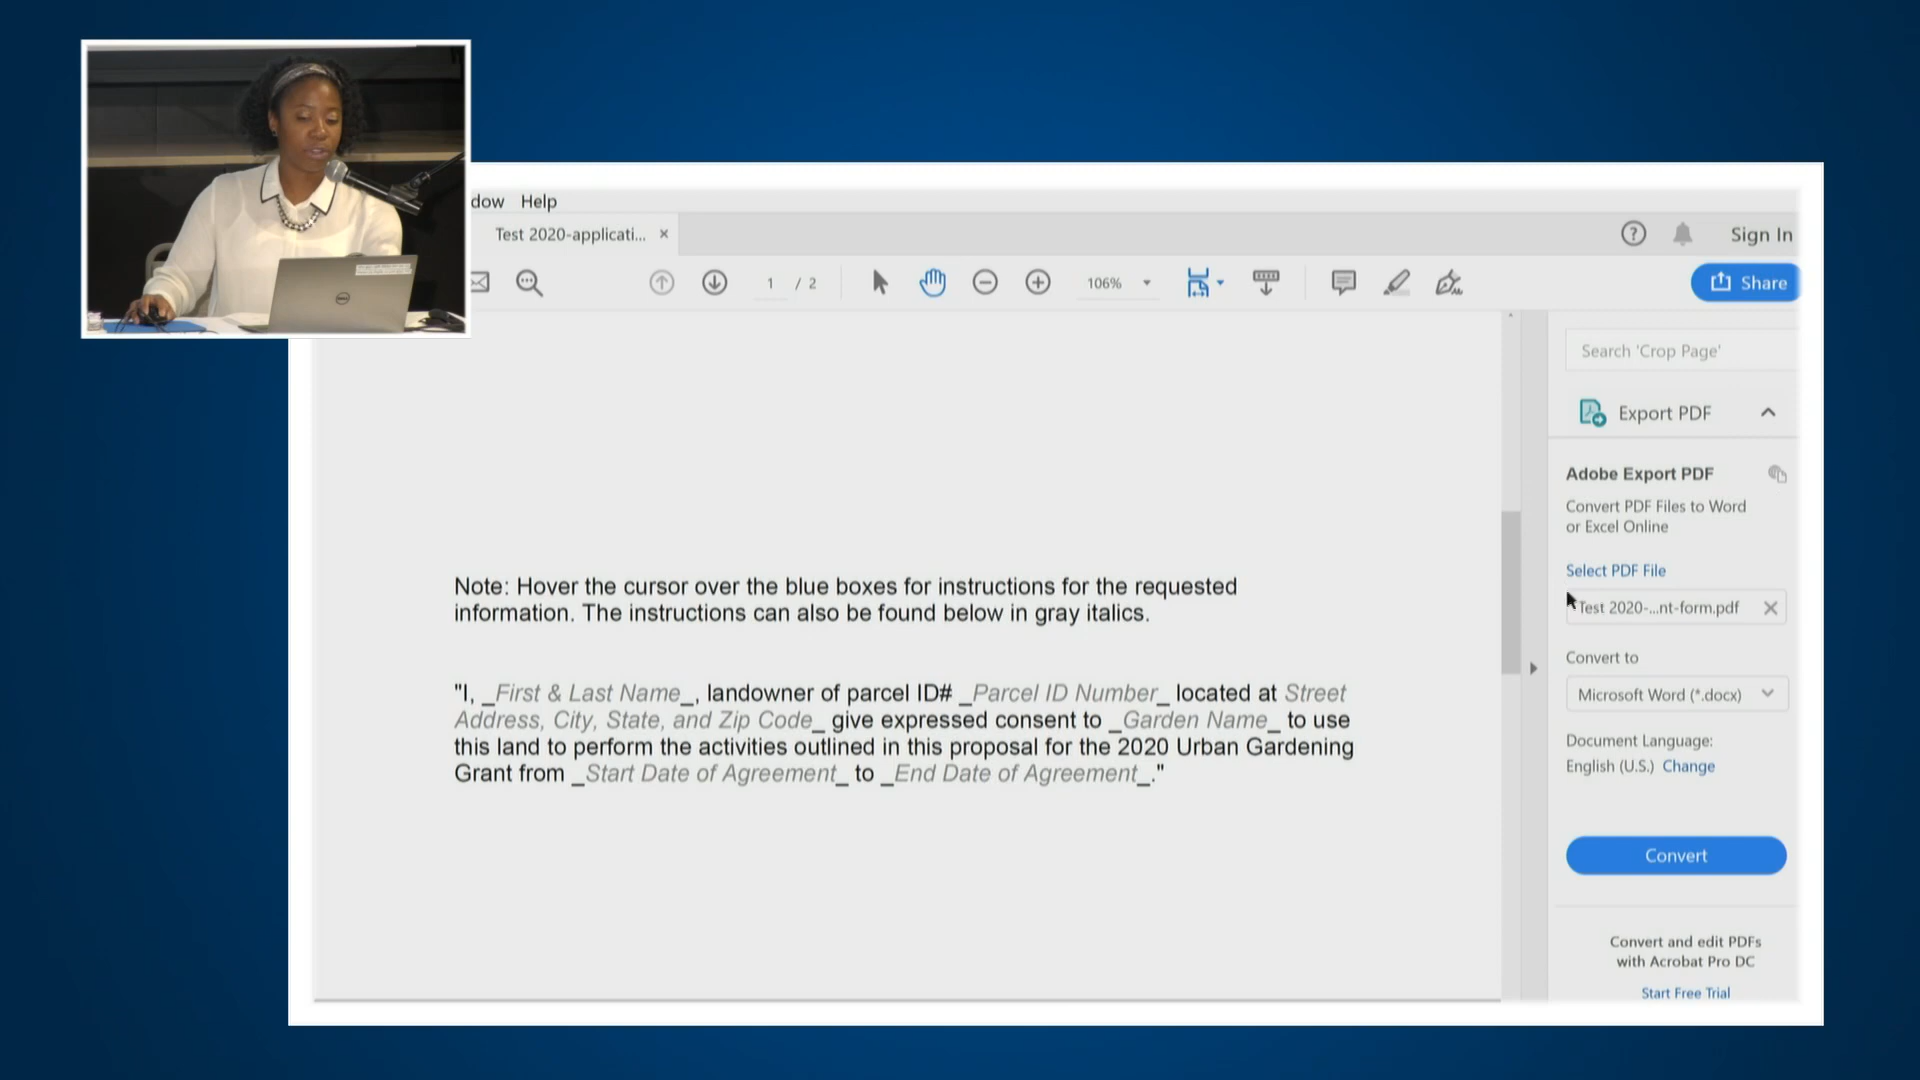 dow Help
Test 2020-applicati... ×
Sign In
1 / 2
106%
Share
Search 'Crop Page'
Export PDF
Adobe Export PDF
Convert PDF Files to Word
or Excel Online
Select PDF File
Test 2020-...nt-form.pdf
Convert to
Microsoft Word (*.docx)
Document Language:
English (U.S.) Change
Convert
Convert and edit PDFs
with Acrobat Pro DC
Start Free Trial
Note: Hover the cursor over the blue boxes for instructions for the requested
information. The instructions can also be found below in gray italics.
"I, _First & Last Name_, landowner of parcel ID# _Parcel ID Number_ located at Street
Address, City, State, and Zip Code_ give expressed consent to _Garden Name_ to use
this land to perform the activities outlined in this proposal for the 2020 Urban Gardening
Grant from _Start Date of Agreement_ to _End Date of Agreement_."
DELL